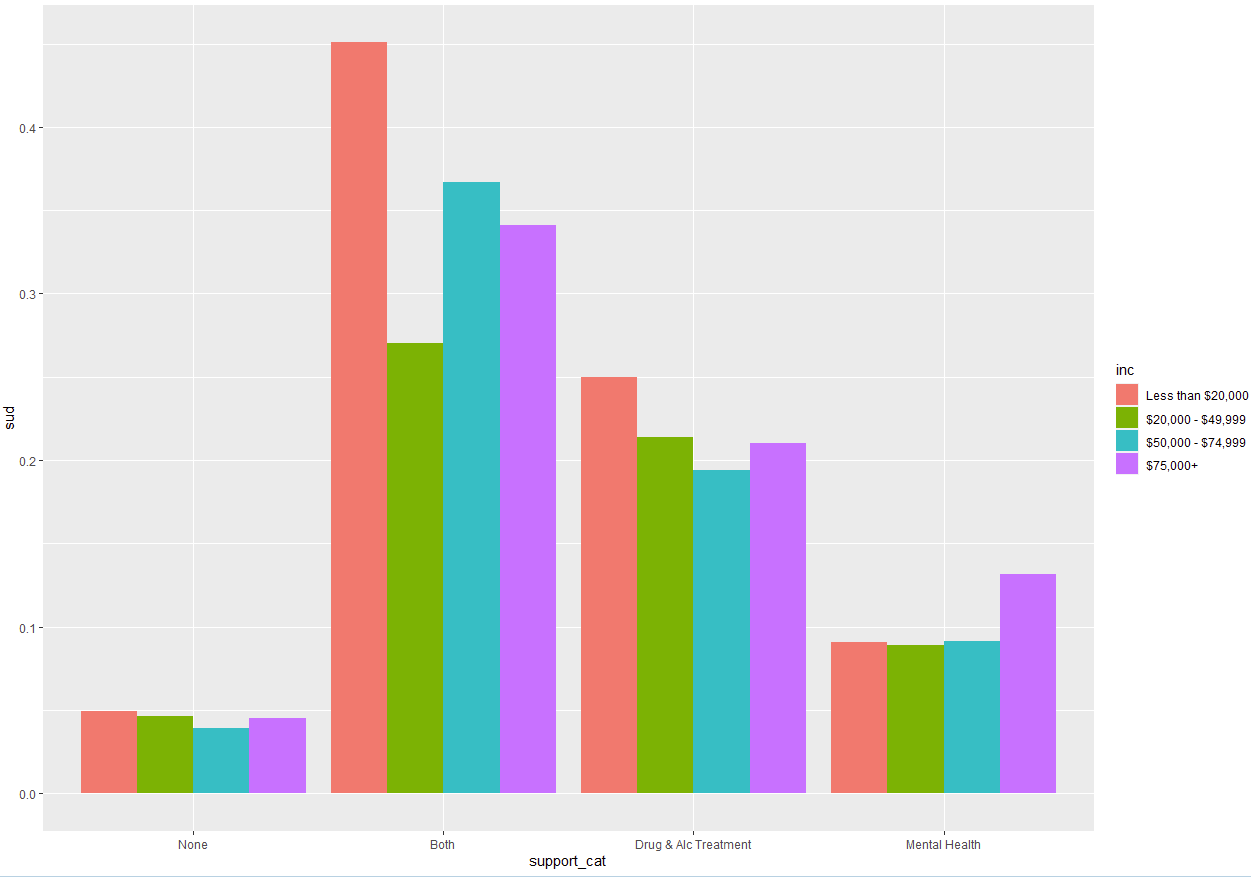 sud
0.4
0.3
0.2
0.1
0.0
None
Both
Drug & Alc Treatment
Mental Health
support_cat
inc
Less than $20,000
$20,000 - $49,999
$50,000 - $74,999
$75,000+